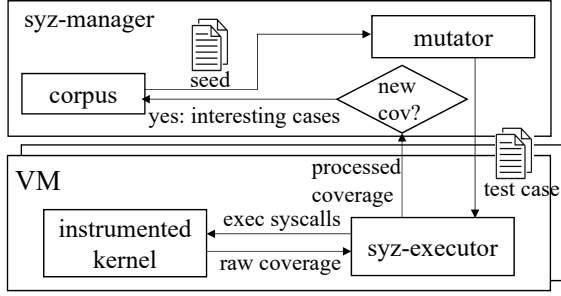 syz-manager
mutator
seed
corpus
new
cov?
yes: interesting cases
processed
coverage
test case
VM
exec syscalls
instrumented
kernel
syz-executor
raw coverage